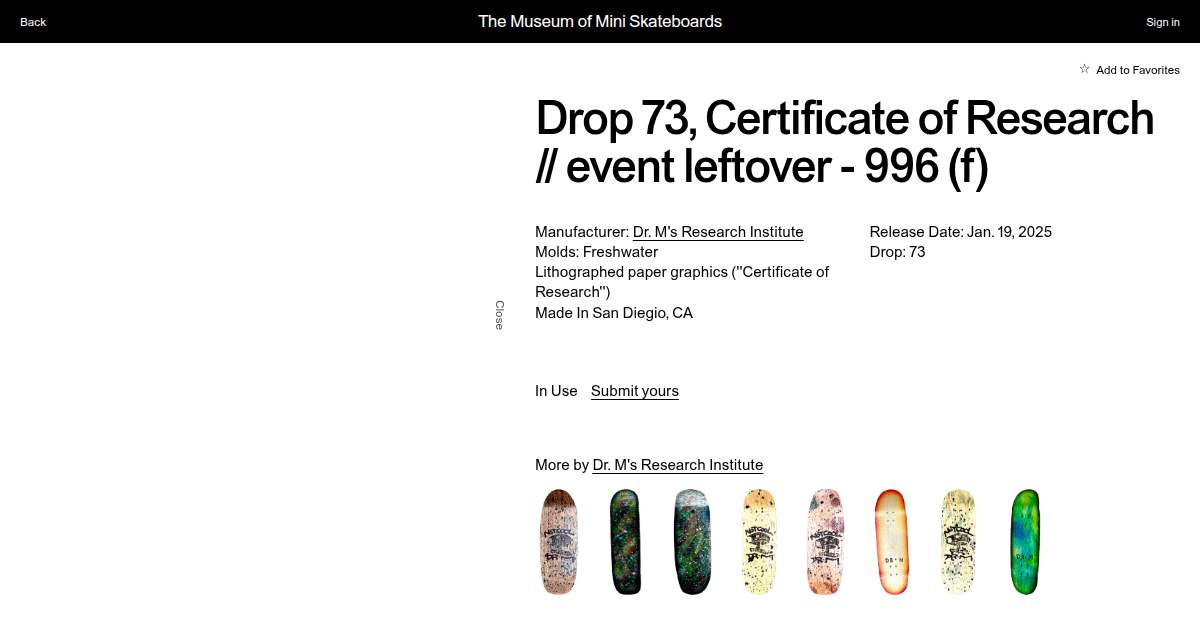 Back
The Museum of Mini Skateboards
Sign in
☆ Add to Favorites
Drop 73, Certificate of Research
// event leftover - 996 (f)
Manufacturer: Dr. M's Research Institute
Molds: Freshwater
Lithographed paper graphics ("Certificate of
Research")
Made In San Diegio, CA
Release Date: Jan. 19, 2025
Drop: 73
Close
In Use Submit yours
More by Dr. M's Research Institute